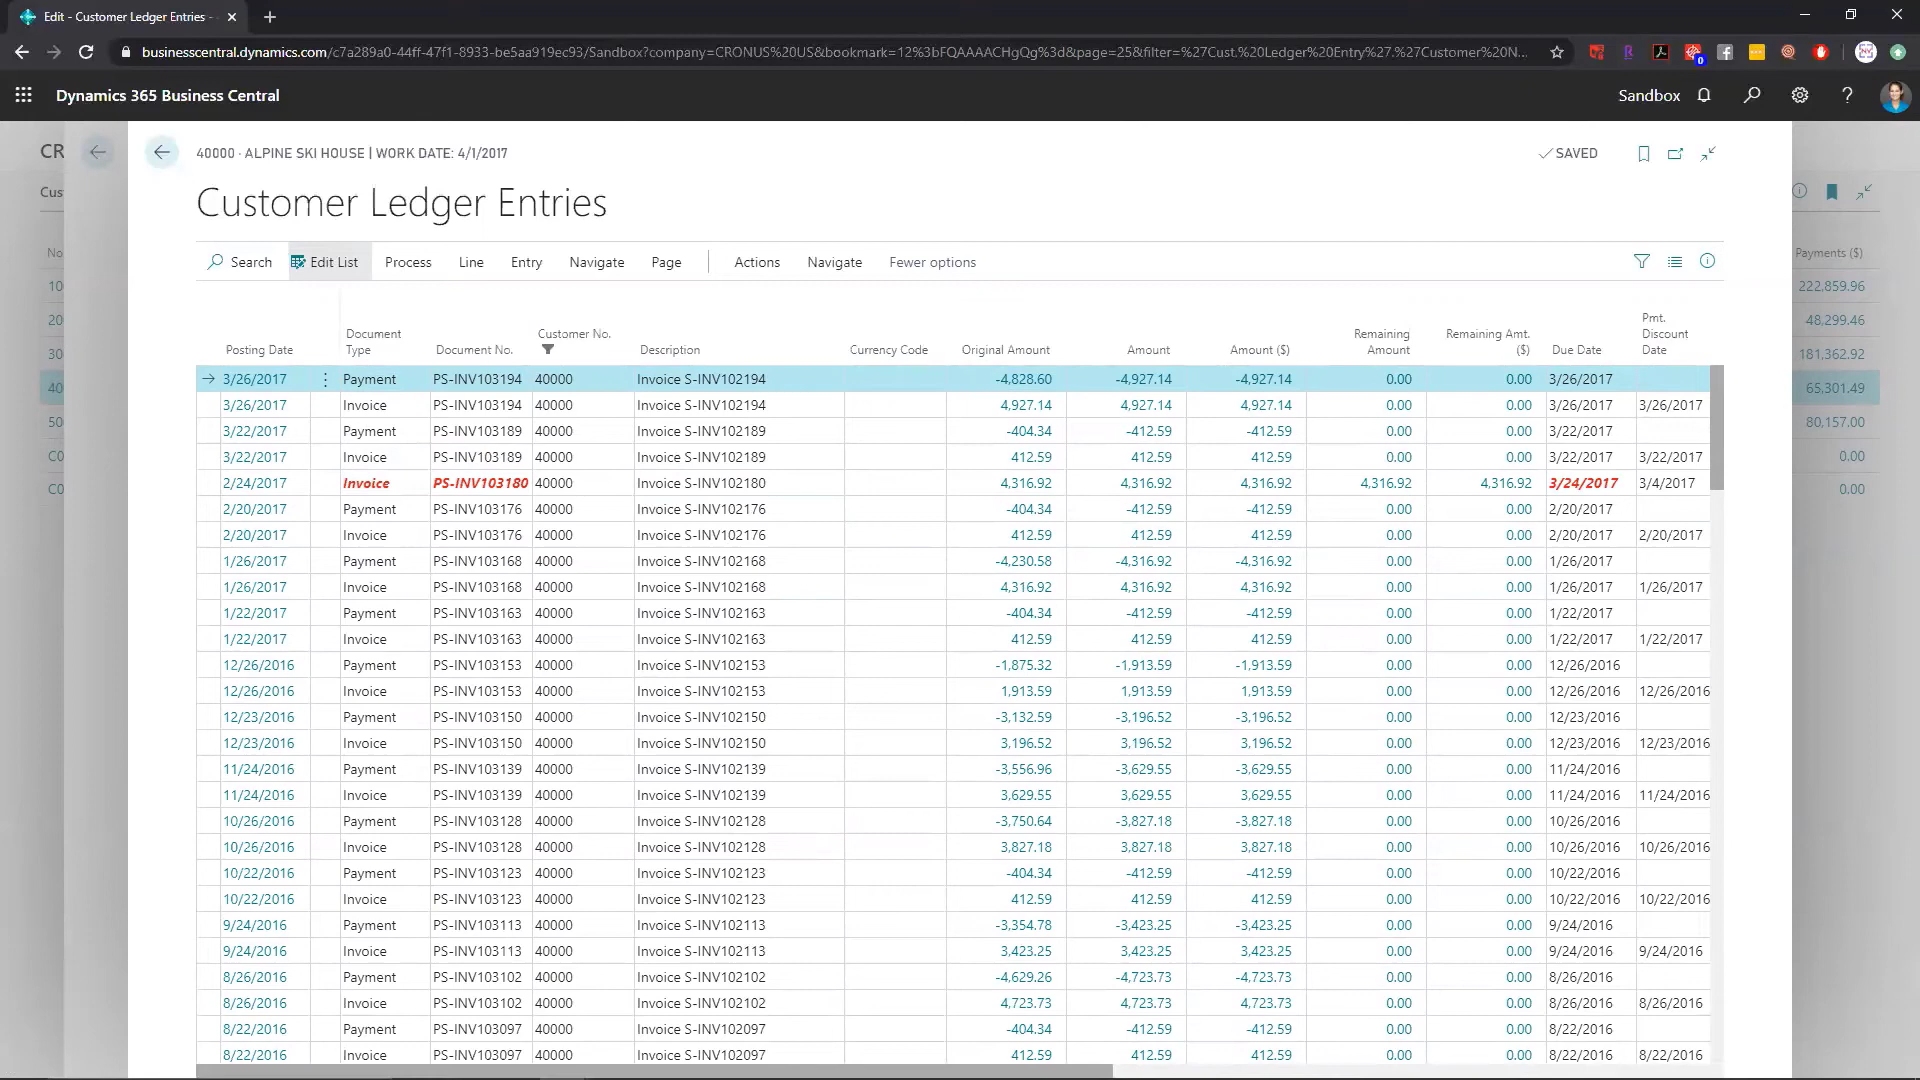 Edit - Customer Ledger Entries -
businesscentral.dynamics.com/c7a289a0-44ff-47f1-8933-be5aa919ec93/Sandbox?company=CRONUS%20US&bookmark=12%3bFQAAAACHgQg%3d&page=25&filter=%27Cust.%20Ledger%20Entry%27.%27Customer%20N...
0
Dynamics 365 Business Central
Sandbox
CR
Cus
No
10
20
30
40
50
C0
C0
40000 · ALPINE SKI HOUSE | WORK DATE: 4/1/2017
SAVED
Customer Ledger Entries
Search Edit List Process Line Entry Navigate Page Actions Navigate Fewer options
Posting Date Document Type Document No. Customer No. Description Currency Code Original Amount Amount Amount ($) Remaining Amount Remaining Amt. ($) Due Date Pmt. Discount Date
3/26/2017 Payment PS-INV103194 40000 Invoice S-INV102194 -4,828.60 -4,927.14 -4,927.14 0.00 0.00 3/26/2017
3/26/2017 Invoice PS-INV103194 40000 Invoice S-INV102194 4,927.14 4,927.14 4,927.14 0.00 0.00 3/26/2017 3/26/2017
3/22/2017 Payment PS-INV103189 40000 Invoice S-INV102189 -404.34 -412.59 -412.59 0.00 0.00 3/22/2017
3/22/2017 Invoice PS-INV103189 40000 Invoice S-INV102189 412.59 412.59 412.59 0.00 0.00 3/22/2017 3/22/2017
2/24/2017 Invoice PS-INV103180 40000 Invoice S-INV102180 4,316.92 4,316.92 4,316.92 4,316.92 4,316.92 3/24/2017 3/4/2017
2/20/2017 Payment PS-INV103176 40000 Invoice S-INV102176 -404.34 -412.59 -412.59 0.00 0.00 2/20/2017
2/20/2017 Invoice PS-INV103176 40000 Invoice S-INV102176 412.59 412.59 412.59 0.00 0.00 2/20/2017 2/20/2017
1/26/2017 Payment PS-INV103168 40000 Invoice S-INV102168 -4,230.58 -4,316.92 -4,316.92 0.00 0.00 1/26/2017
1/26/2017 Invoice PS-INV103168 40000 Invoice S-INV102168 4,316.92 4,316.92 4,316.92 0.00 0.00 1/26/2017 1/26/2017
1/22/2017 Payment PS-INV103163 40000 Invoice S-INV102163 -404.34 -412.59 -412.59 0.00 0.00 1/22/2017
1/22/2017 Invoice PS-INV103163 40000 Invoice S-INV102163 412.59 412.59 412.59 0.00 0.00 1/22/2017 1/22/2017
12/26/2016 Payment PS-INV103153 40000 Invoice S-INV102153 -1,875.32 -1,913.59 -1,913.59 0.00 0.00 12/26/2016
12/26/2016 Invoice PS-INV103153 40000 Invoice S-INV102153 1,913.59 1,913.59 1,913.59 0.00 0.00 12/26/2016 12/26/2016
12/23/2016 Payment PS-INV103150 40000 Invoice S-INV102150 -3,132.59 -3,196.52 -3,196.52 0.00 0.00 12/23/2016
12/23/2016 Invoice PS-INV103150 40000 Invoice S-INV102150 3,196.52 3,196.52 3,196.52 0.00 0.00 12/23/2016 12/23/2016
11/24/2016 Payment PS-INV103139 40000 Invoice S-INV102139 -3,556.96 -3,629.55 -3,629.55 0.00 0.00 11/24/2016
11/24/2016 Invoice PS-INV103139 40000 Invoice S-INV102139 3,629.55 3,629.55 3,629.55 0.00 0.00 11/24/2016 11/24/2016
10/26/2016 Payment PS-INV103128 40000 Invoice S-INV102128 -3,750.64 -3,827.18 -3,827.18 0.00 0.00 10/26/2016
10/26/2016 Invoice PS-INV103128 40000 Invoice S-INV102128 3,827.18 3,827.18 3,827.18 0.00 0.00 10/26/2016 10/26/2016
10/22/2016 Payment PS-INV103123 40000 Invoice S-INV102123 -404.34 -412.59 -412.59 0.00 0.00 10/22/2016
10/22/2016 Invoice PS-INV103123 40000 Invoice S-INV102123 412.59 412.59 412.59 0.00 0.00 10/22/2016 10/22/2016
9/24/2016 Payment PS-INV103113 40000 Invoice S-INV102113 -3,354.78 -3,423.25 -3,423.25 0.00 0.00 9/24/2016
9/24/2016 Invoice PS-INV103113 40000 Invoice S-INV102113 3,423.25 3,423.25 3,423.25 0.00 0.00 9/24/2016 9/24/2016
8/26/2016 Payment PS-INV103102 40000 Invoice S-INV102102 -4,629.26 -4,723.73 -4,723.73 0.00 0.00 8/26/2016
8/26/2016 Invoice PS-INV103102 40000 Invoice S-INV102102 4,723.73 4,723.73 4,723.73 0.00 0.00 8/26/2016 8/26/2016
8/22/2016 Payment PS-INV103097 40000 Invoice S-INV102097 -404.34 -412.59 -412.59 0.00 0.00 8/22/2016
8/22/2016 Invoice PS-INV103097 40000 Invoice S-INV102097 412.59 412.59 412.59 0.00 0.00 8/22/2016 8/22/2016
Payments ($)
222,859.96
48,299.46
181,362.92
65,301.49
80,157.00
0.00
0.00